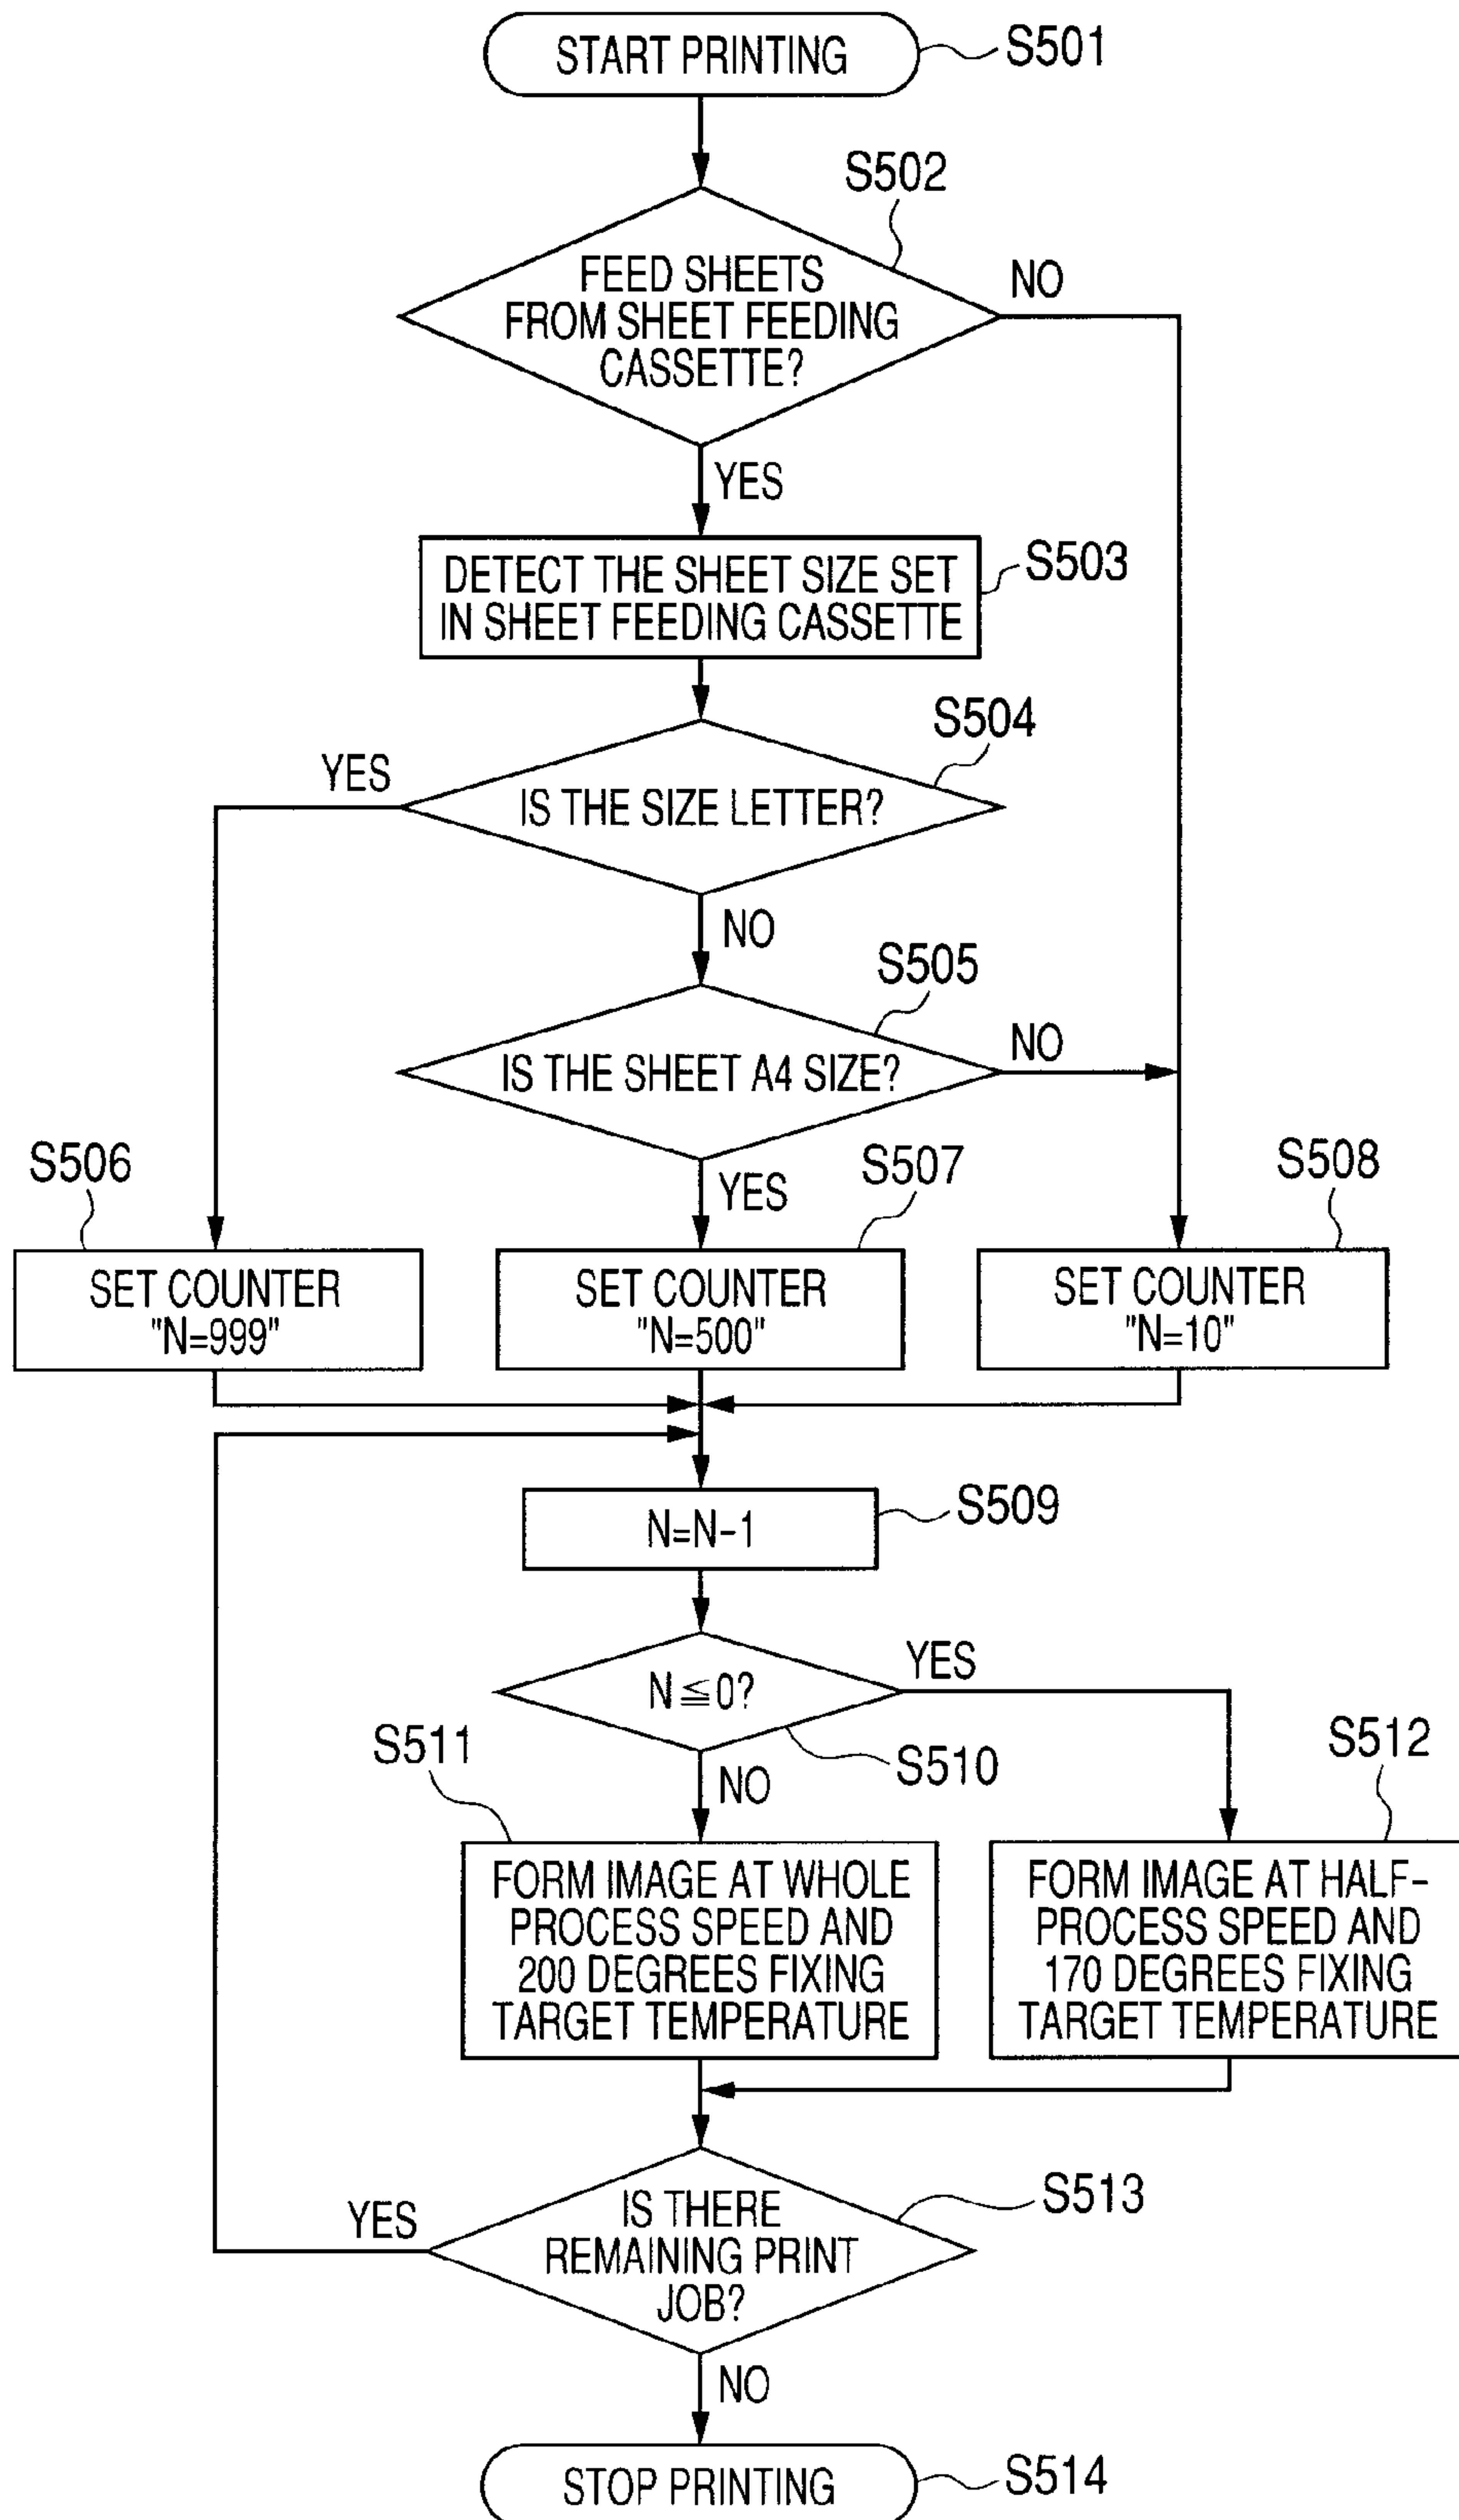 START PRINTING
S501
S502
FEED SHEETS
FROM SHEET FEEDING
CASSETTE?
NO
YES
DETECT THE SHEET SIZE SET
IN SHEET FEEDING CASSETTE
S503
S504
YES
IS THE SIZE LETTER?
NO
S505
IS THE SHEET A4 SIZE?
NO
YES
S506
SET COUNTER
"N=999"
S507
SET COUNTER
"N=500"
S508
SET COUNTER
"N=10"
N=N-1
S509
N≦0?
YES
S510
NO
S511
FORM IMAGE AT WHOLE
PROCESS SPEED AND
200 DEGREES FIXING
TARGET TEMPERATURE
S512
FORM IMAGE AT HALF-
PROCESS SPEED AND
170 DEGREES FIXING
TARGET TEMPERATURE
S513
YES
IS THERE
REMAINING PRINT
JOB?
NO
STOP PRINTING
S514